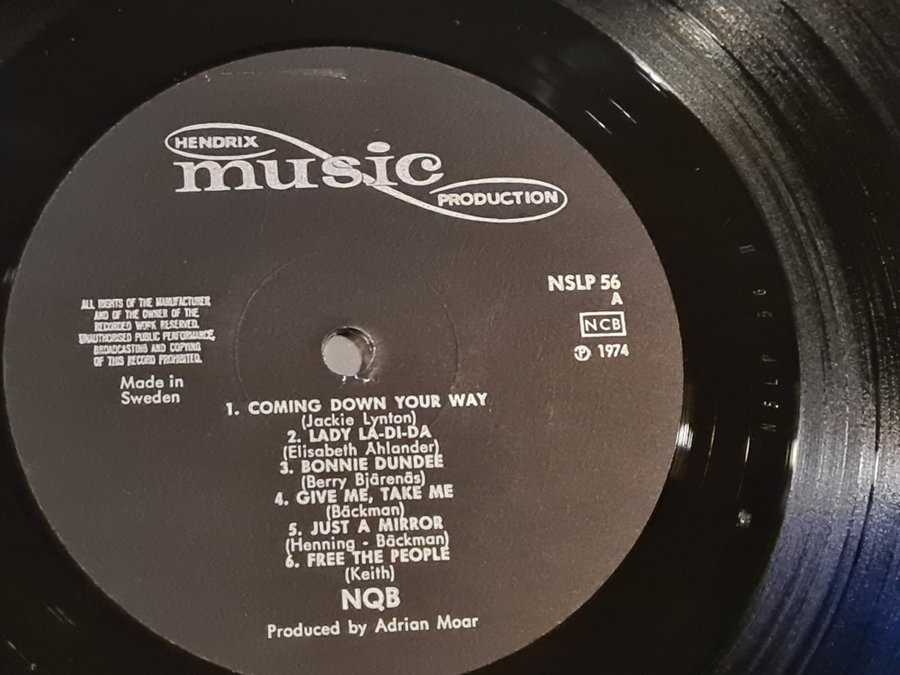 HENDRIX
music
PRODUCTION
NSLP 56
A
NCB
Ⓟ 1974
ALL RIGHTS OF THE MANUFACTURER
AND OF THE OWNER OF THE
RECORDED WORK RESERVED.
UNAUTHORISED PUBLIC PERFORMANCE,
BROADCASTING AND COPYING
OF THIS RECORD PROHIBITED.
Made in
Sweden
1. COMING DOWN YOUR WAY
(Jackie Lynton)
2. LADY LA-DI-DA
(Elisabeth Åhlander)
3. BONNIE DUNDEE
(Berry Bjärenäs)
4. GIVE ME, TAKE ME
(Bäckman)
5. JUST A MIRROR
(Henning - Bäckman)
6. FREE THE PEOPLE
(Keith)
NQB
Produced by Adrian Moar
NSLP 56